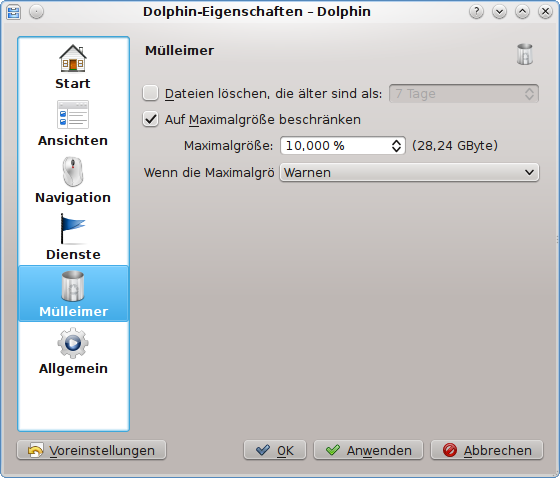 Dolphin-Eigenschaften – Dolphin
Start
Ansichten
Navigation
Dienste
Mülleimer
Allgemein
Mülleimer
Dateien löschen, die älter sind als: 7 Tage
Auf Maximalgröße beschränken
Maximalgröße: 10,000 % (28,24 GByte)
Wenn die Maximalgrö Warnen
Voreinstellungen OK Anwenden Abbrechen